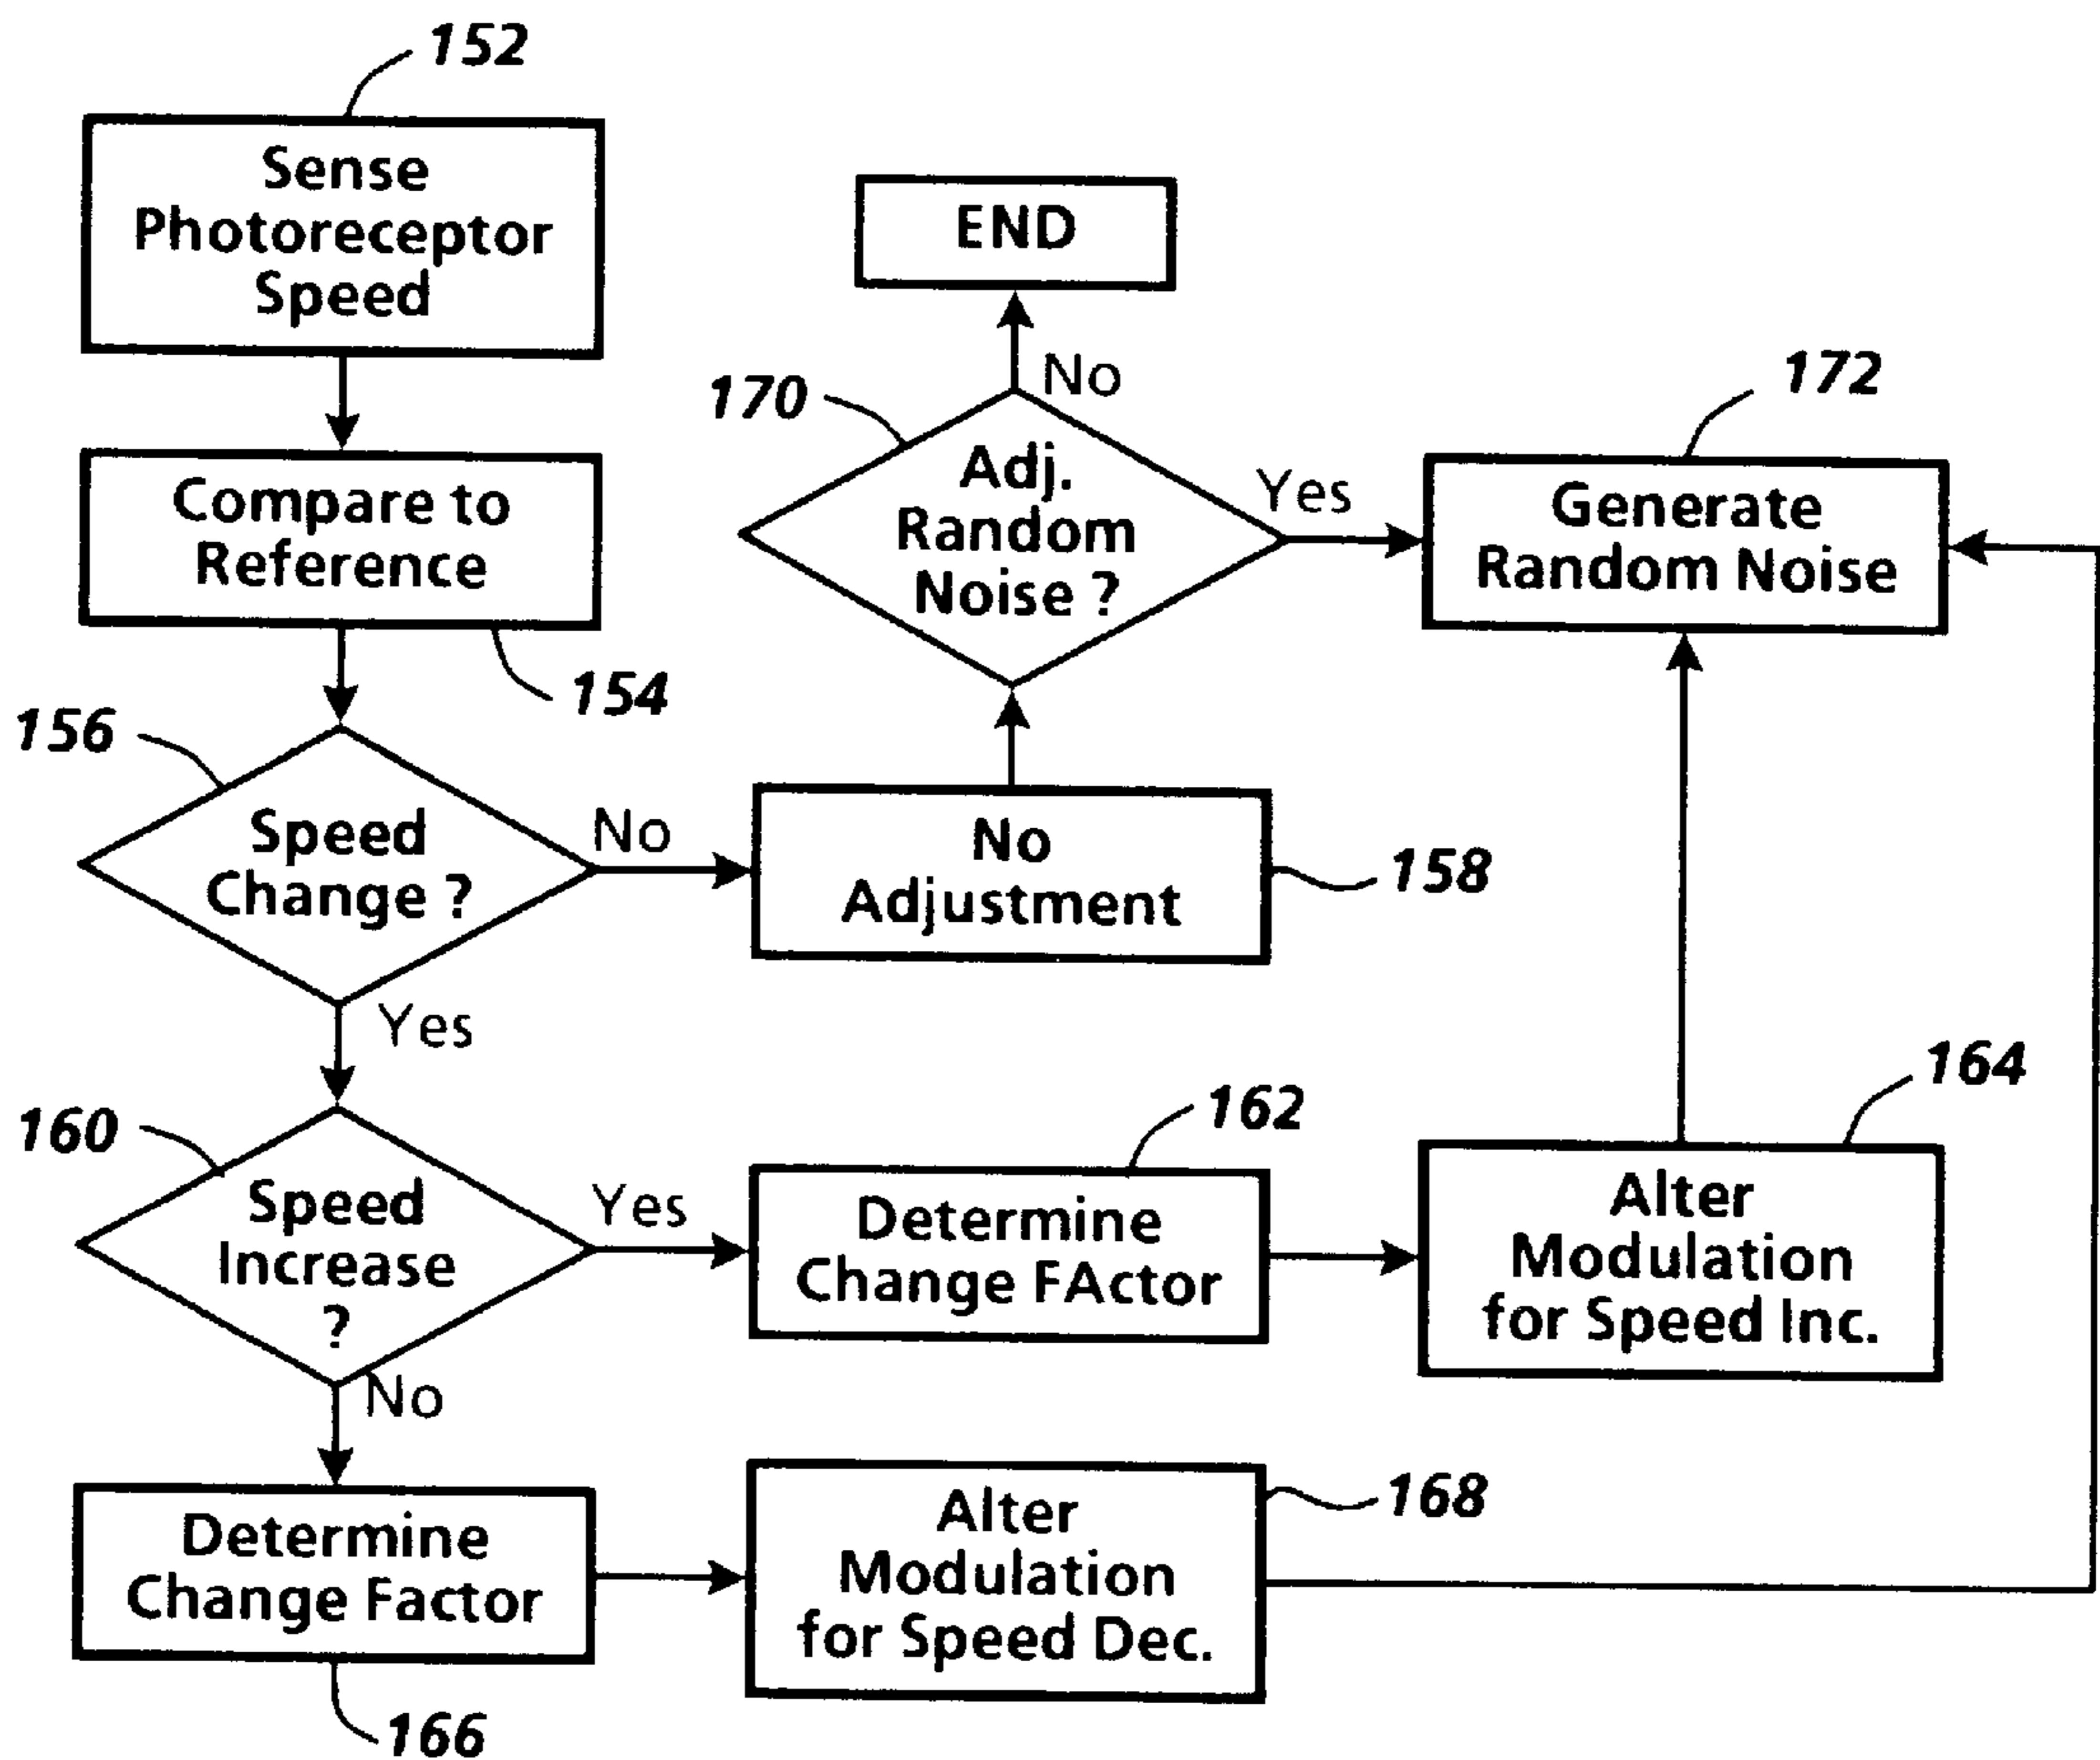 152
Sense
Photoreceptor
Speed
END
170
No
172
Adj.
Random
Noise ?
Yes
Generate
Random Noise
Compare to
Reference
154
156
Speed
Change ?
No
No
Adjustment
158
Yes
160
Speed
Increase
?
Yes
162
Determine
Change FActor
164
Alter
Modulation
for Speed Inc.
No
Determine
Change Factor
166
Alter
Modulation
for Speed Dec.
168